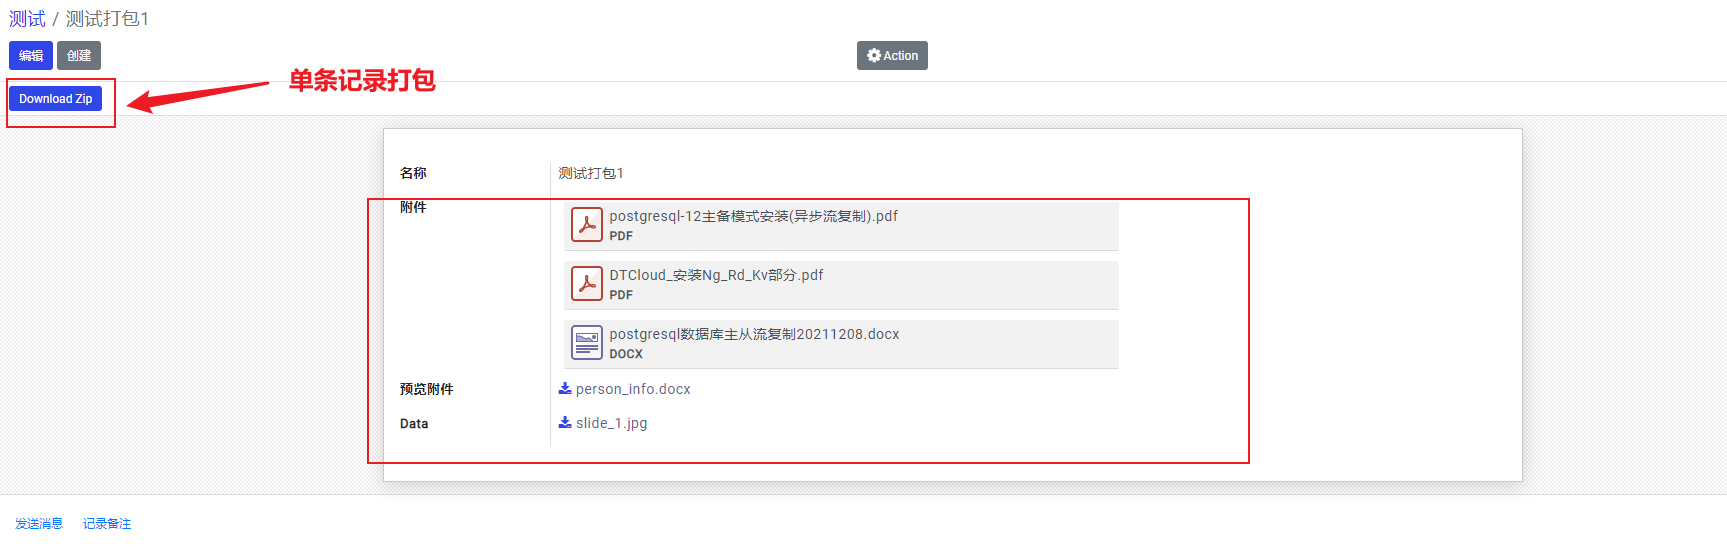 测试 / 测试打包1
编辑 创建 Action
Download Zip
单条记录打包
名称 测试打包1
附件
postgresql-12主备模式安装(异步流复制).pdf
PDF
DTCloud_安装Ng_Rd_Kv部分.pdf
PDF
postgresql数据库主从流复制20211208.docx
DOCX
预览附件 person_info.docx
Data slide_1.jpg
发送消息 记录备注